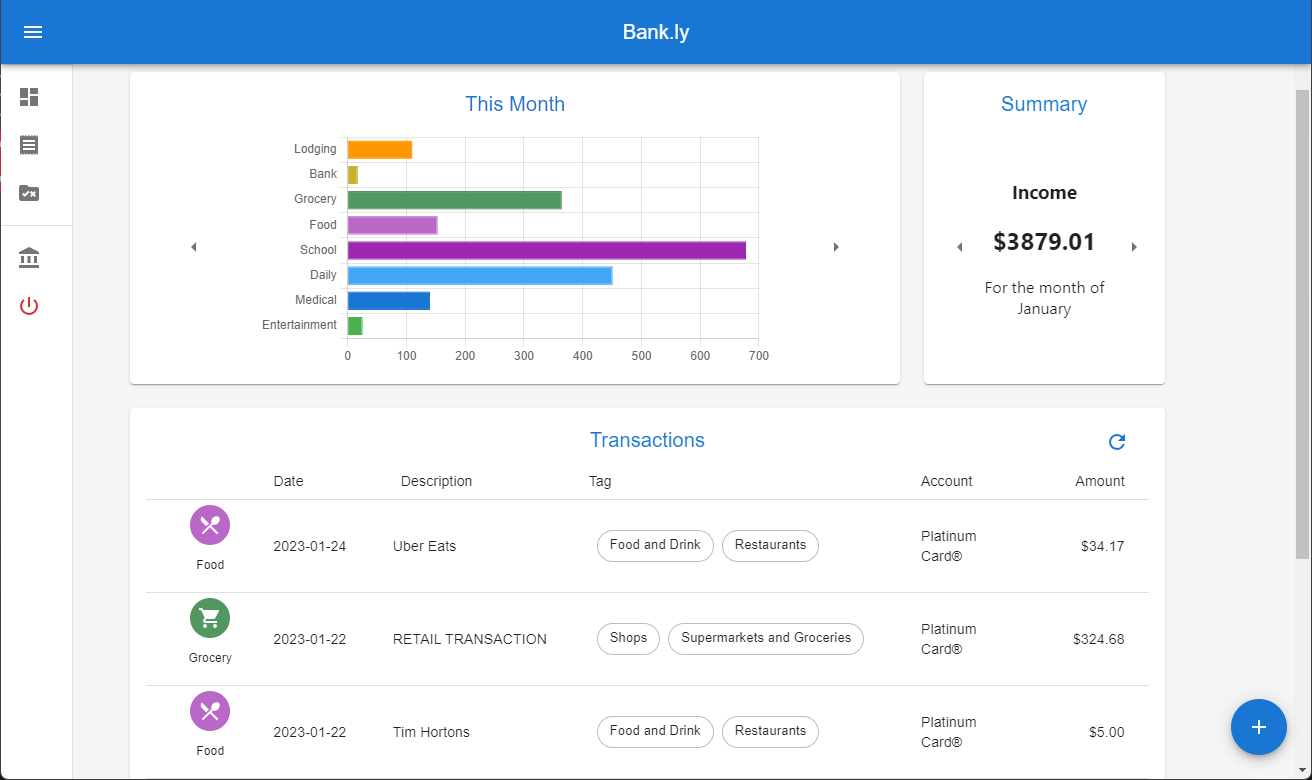 Bank.ly
This Month
Lodging
Bank
Grocery
Food
School
Daily
Medical
Entertainment
0 100 200 300 400 500 600 700
Summary
Income
$3879.01
For the month of
January
Transactions
Date Description Tag Account Amount
Food 2023-01-24 Uber Eats Food and Drink Restaurants Platinum Card® $34.17
Grocery 2023-01-22 RETAIL TRANSACTION Shops Supermarkets and Groceries Platinum Card® $324.68
Food 2023-01-22 Tim Hortons Food and Drink Restaurants Platinum Card® $5.00